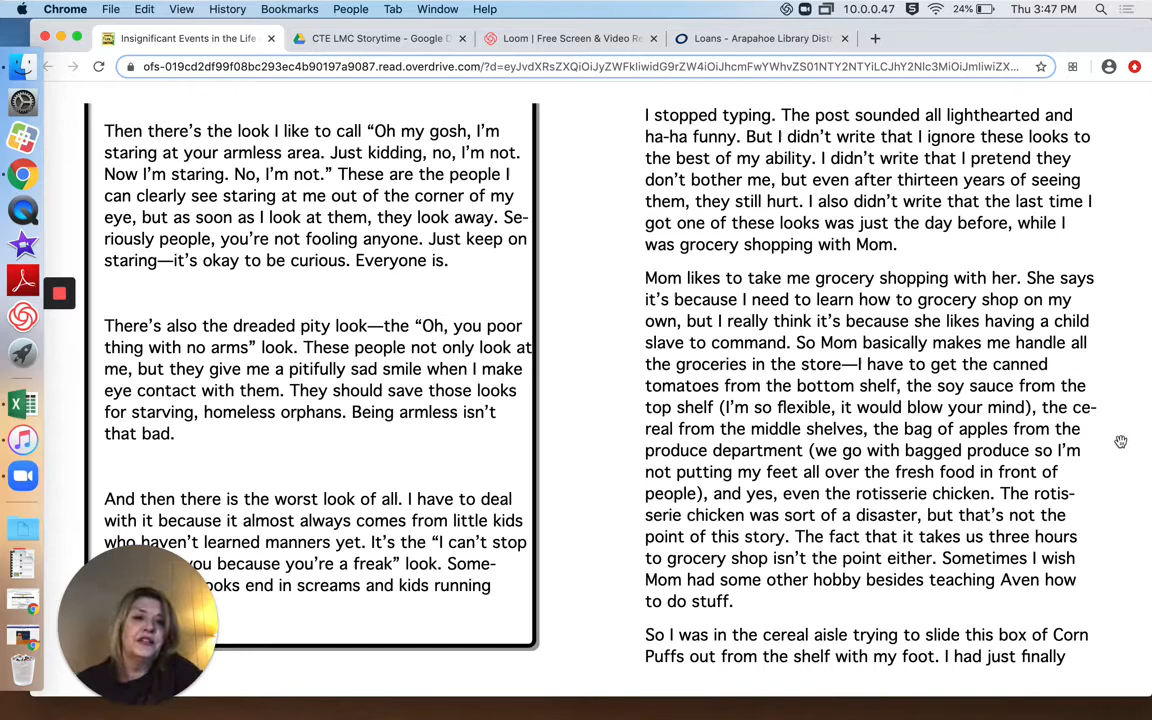 Chrome File Edit View History Bookmarks People Tab Window Help 10.0.0.47 24% Thu 3:47 PM
Insignificant Events in the Life CTE LMC Storytime - Google D Loom | Free Screen & Video Re Loans - Arapahoe Library Distr
ofs-019cd2df99f08bc293ec4b90197a9087.read.overdrive.com/?d=
Then there's the look I like to call “Oh my gosh, I'm
staring at your armless area. Just kidding, no, I'm not.
Now I'm staring. No, I'm not.” These are the people I
can clearly see staring at me out of the corner of my
eye, but as soon as I look at them, they look away. Se-
riously people, you're not fooling anyone. Just keep on
staring—it's okay to be curious. Everyone is.
There's also the dreaded pity look—the “Oh, you poor
thing with no arms” look. These people not only look at
me, but they give me a pitifully sad smile when I make
eye contact with them. They should save those looks
for starving, homeless orphans. Being armless isn't
that bad.
And then there is the worst look of all. I have to deal
with it because it almost always comes from little kids
who haven't learned manners yet. It's the “I can't stop
you because you're a freak” look. Some-
ooks end in screams and kids running
I stopped typing. The post sounded all lighthearted and
ha-ha funny. But I didn't write that I ignore these looks to
the best of my ability. I didn't write that I pretend they
don't bother me, but even after thirteen years of seeing
them, they still hurt. I also didn't write that the last time I
got one of these looks was just the day before, while I
was grocery shopping with Mom.
Mom likes to take me grocery shopping with her. She says
it's because I need to learn how to grocery shop on my
own, but I really think it's because she likes having a child
slave to command. So Mom basically makes me handle all
the groceries in the store—I have to get the canned
tomatoes from the bottom shelf, the soy sauce from the
top shelf (I'm so flexible, it would blow your mind), the ce-
real from the middle shelves, the bag of apples from the
produce department (we go with bagged produce so I'm
not putting my feet all over the fresh food in front of
people), and yes, even the rotisserie chicken. The rotis-
serie chicken was sort of a disaster, but that's not the
point of this story. The fact that it takes us three hours
to grocery shop isn't the point either. Sometimes I wish
Mom had some other hobby besides teaching Aven how
to do stuff.
So I was in the cereal aisle trying to slide this box of Corn
Puffs out from the shelf with my foot. I had just finally